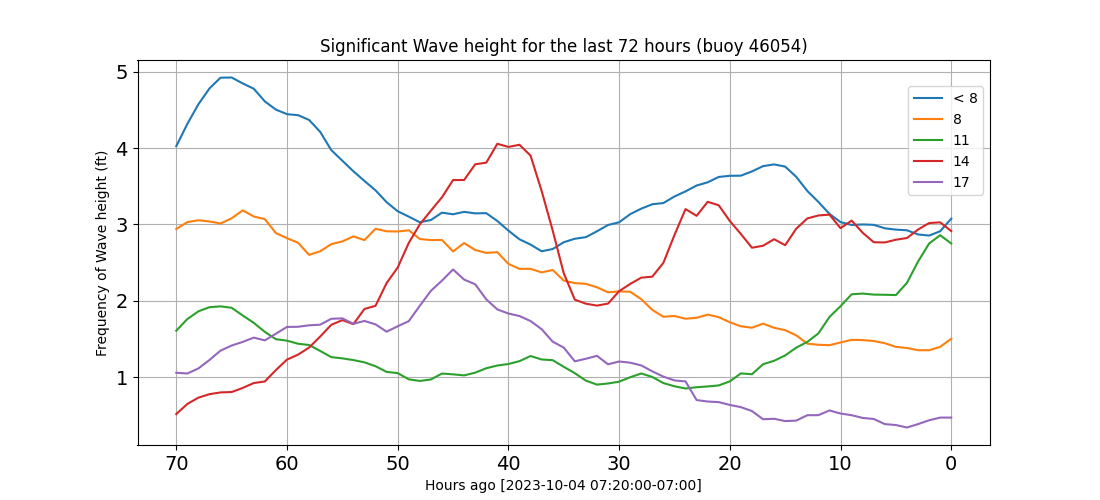 Significant Wave height for the last 72 hours (buoy 46054)
Frequency of Wave height (ft)
5
4
3
2
1
< 8
8
11
14
17
70 60 50 40 30 20 10 0
Hours ago [2023-10-04 07:20:00-07:00]